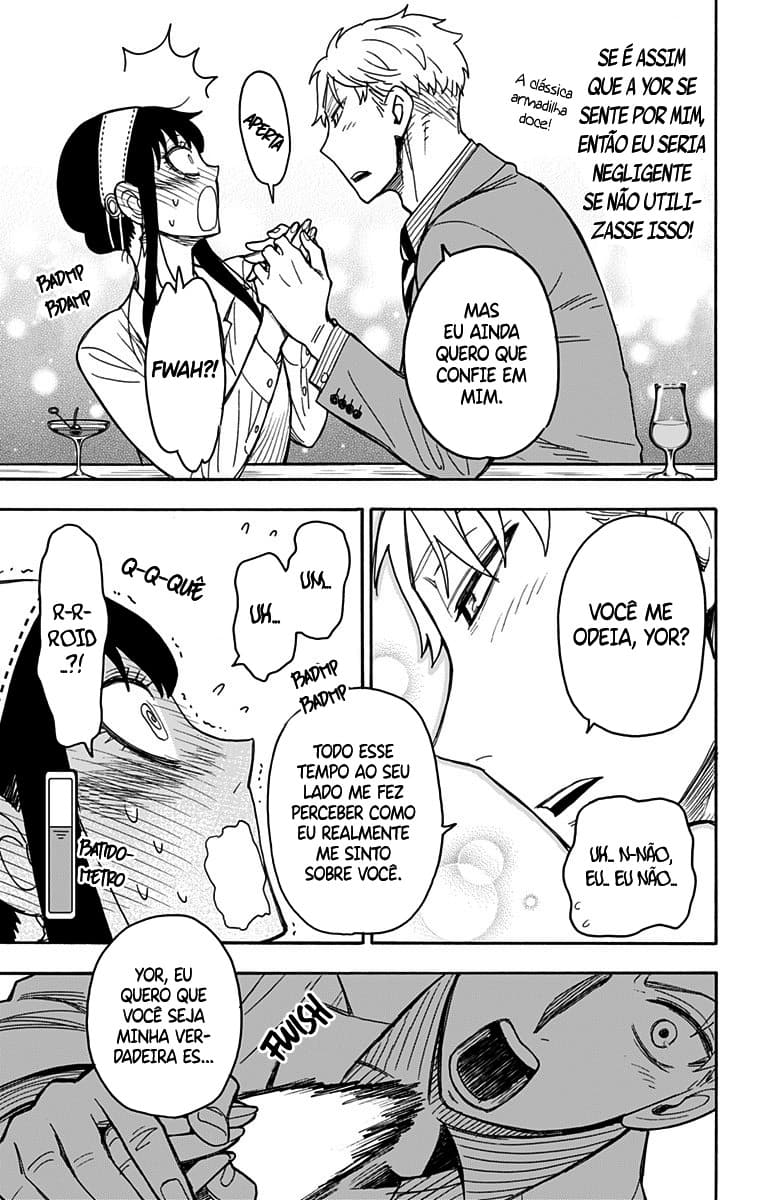 SE É ASSIM
QUE A YOR SE
SENTE POR MIM,
ENTÃO EU SERIA
NEGLIGENTE
SE NÃO UTILI-
ZASSE ISSO!
A clássica
armadilha
doce!
APERTA
MAS
EU AINDA
QUERO QUE
CONFIE EM
MIM.
FWAH?!
BADMP
BDAMP
VOCÊ ME
ODEIA, YOR?
UH... N-NÃO,
EU... EU NÃO...
UM...
UH...
Q-Q-QUÊ
R-R-
ROID
...?!
BADMP
BADMP
TODO ESSE
TEMPO AO SEU
LADO ME FEZ
PERCEBER COMO
EU REALMENTE
ME SINTO
SOBRE VOCÊ.
BATIDO-
METRO
YOR, EU
QUERO QUE
VOCÊ SEJA
MINHA VER-
DADEIRA ES...
FWISH